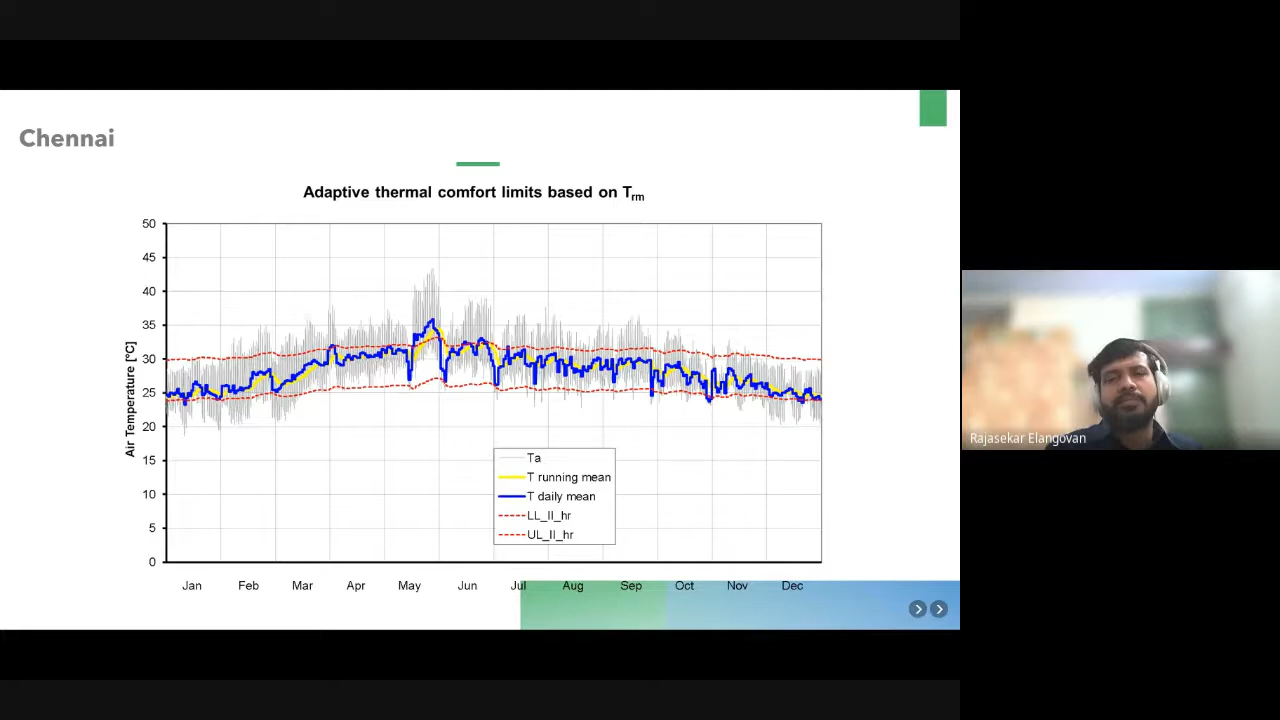 Chennai
Adaptive thermal comfort limits based on Trm
50
45
40
35
30
25
20
15
10
5
0
Air Temperature [°C]
Ta
T running mean
T daily mean
LL_II_hr
UL_II_hr
Jan Feb Mar Apr May Jun Jul Aug Sep Oct Nov Dec
Rajasekar Elangovan